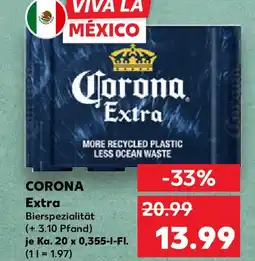 VIVA LA
MÉXICO
Corona
Extra
MORE RECYCLED PLASTIC
LESS OCEAN WASTE
CORONA
Extra
Bierspezialität
(+ 3.10 Pfand)
je Ka. 20 x 0,355-l-Fl.
(1 l = 1.97)
-33%
20.99
13.99